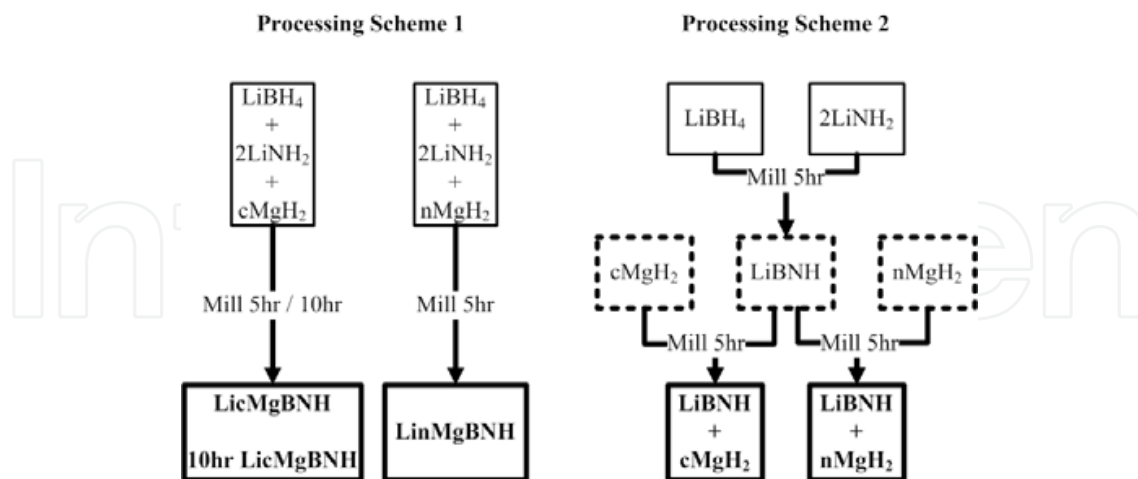 Processing Scheme 1
LiBH₄
+
2LiNH₂
+
cMgH₂
Mill 5hr / 10hr
LicMgBNH
10hr LicMgBNH
LiBH₄
+
2LiNH₂
+
nMgH₂
Mill 5hr
LinMgBNH
Processing Scheme 2
LiBH₄
2LiNH₂
Mill 5hr
cMgH₂
LiBNH
nMgH₂
Mill 5hr
Mill 5hr
LiBNH
+
cMgH₂
LiBNH
+
nMgH₂